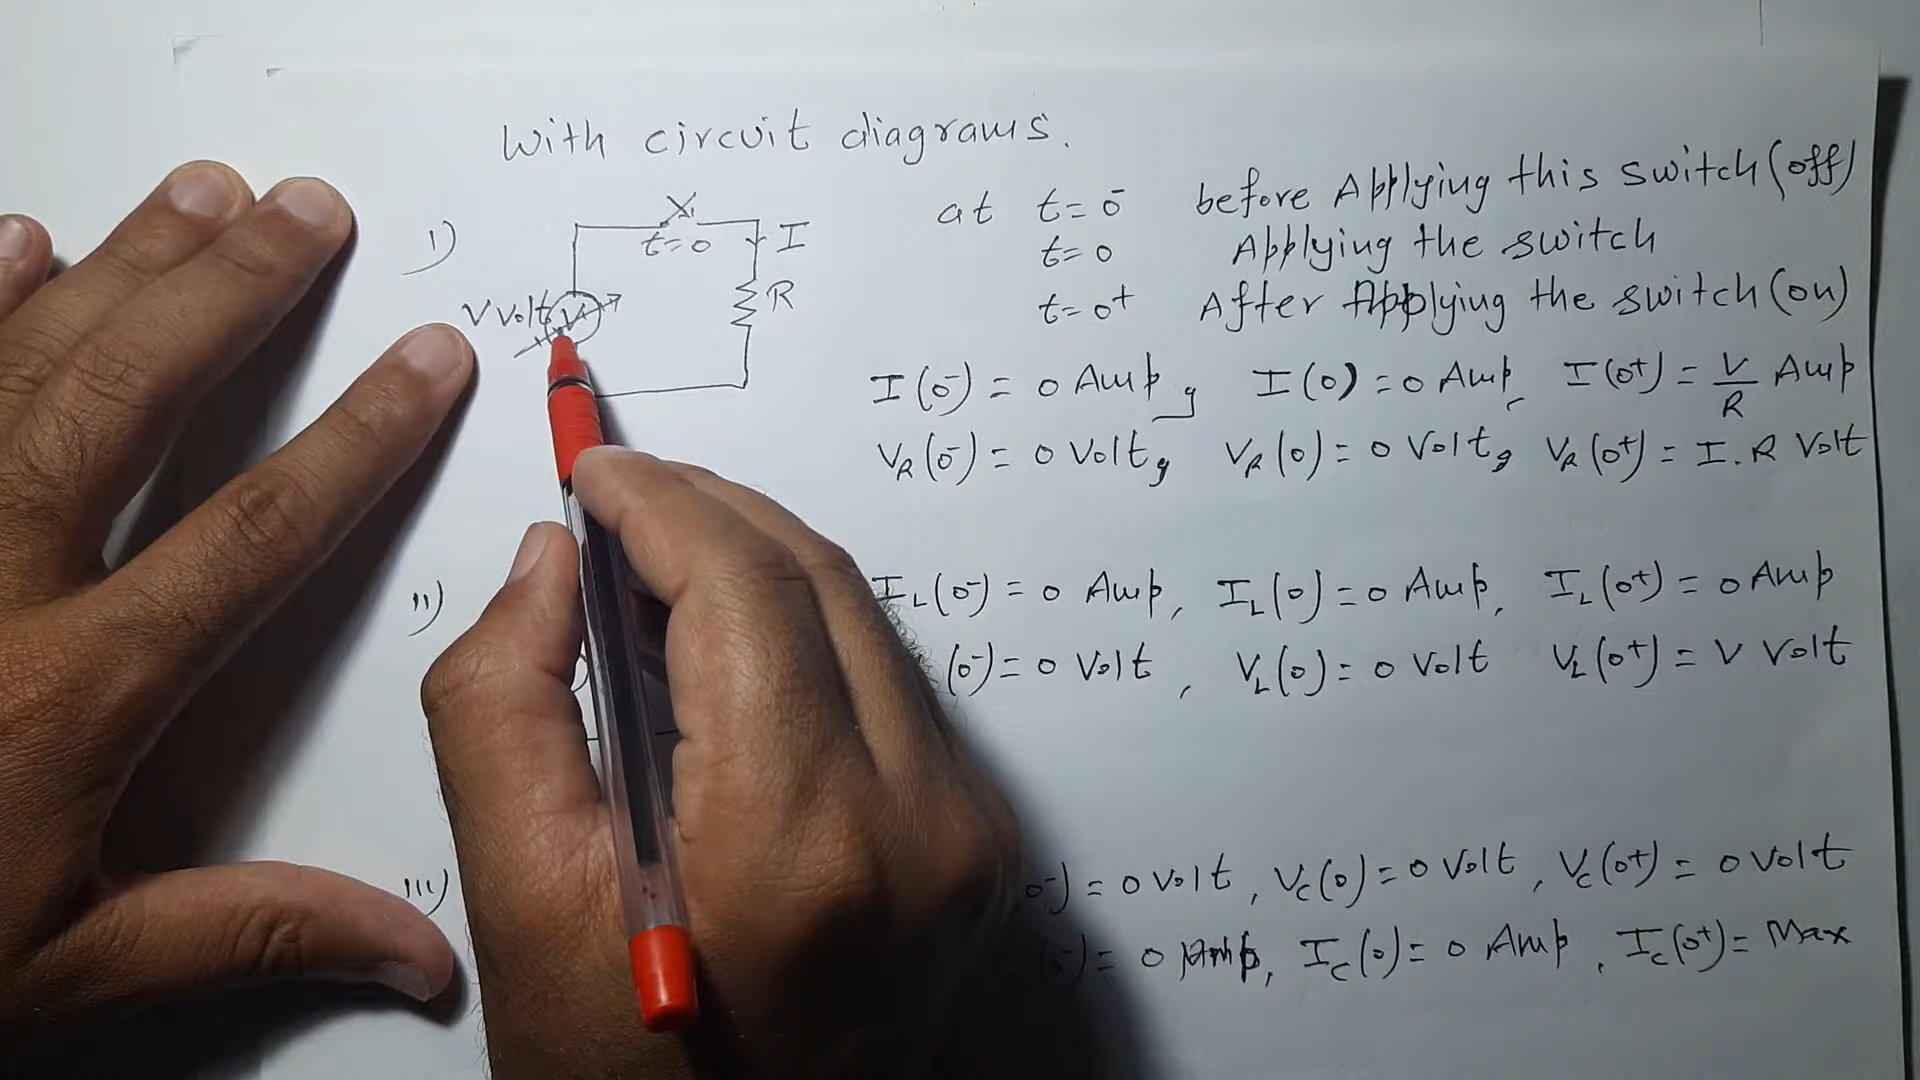 With circuit diagrams.
at t=0⁻ before Applying this switch (off)
t=0 Applying the switch
t=0⁺ After Applying the switch (on)
1)
t=0
I
R
V Volt
V
I(0⁻) = 0 Amp, I(0) = 0 Amp, I(0⁺) = V/R Amp
V_R(0⁻) = 0 Volt, V_R(0) = 0 Volt, V_R(0⁺) = I.R Volt
11)
I_L(0⁻) = 0 Amp, I_L(0) = 0 Amp, I_L(0⁺) = 0 Amp
(0⁻) = 0 Volt, V_L(0) = 0 Volt V_L(0⁺) = V Volt
111)
0⁻) = 0 Volt, V_C(0) = 0 Volt, V_C(0⁺) = 0 Volt
(0⁻) = 0 Amp, I_C(0) = 0 Amp, I_C(0⁺) = Max